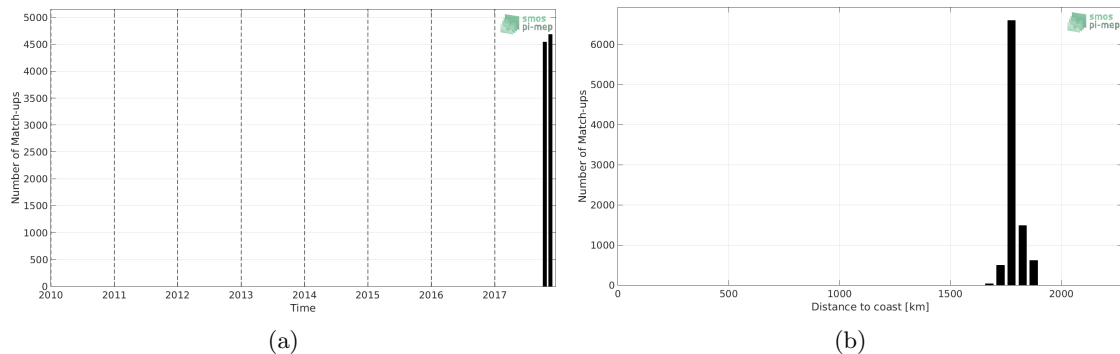 5000
4500
4000
3500
3000
2500
2000
1500
1000
500
0
Number of Match-ups
2010 2011 2012 2013 2014 2015 2016 2017
Time
smos
pi-mep
(a)
6000
5000
4000
3000
2000
1000
0
Number of Match-ups
0 500 1000 1500 2000
Distance to coast [km]
smos
pi-mep
(b)